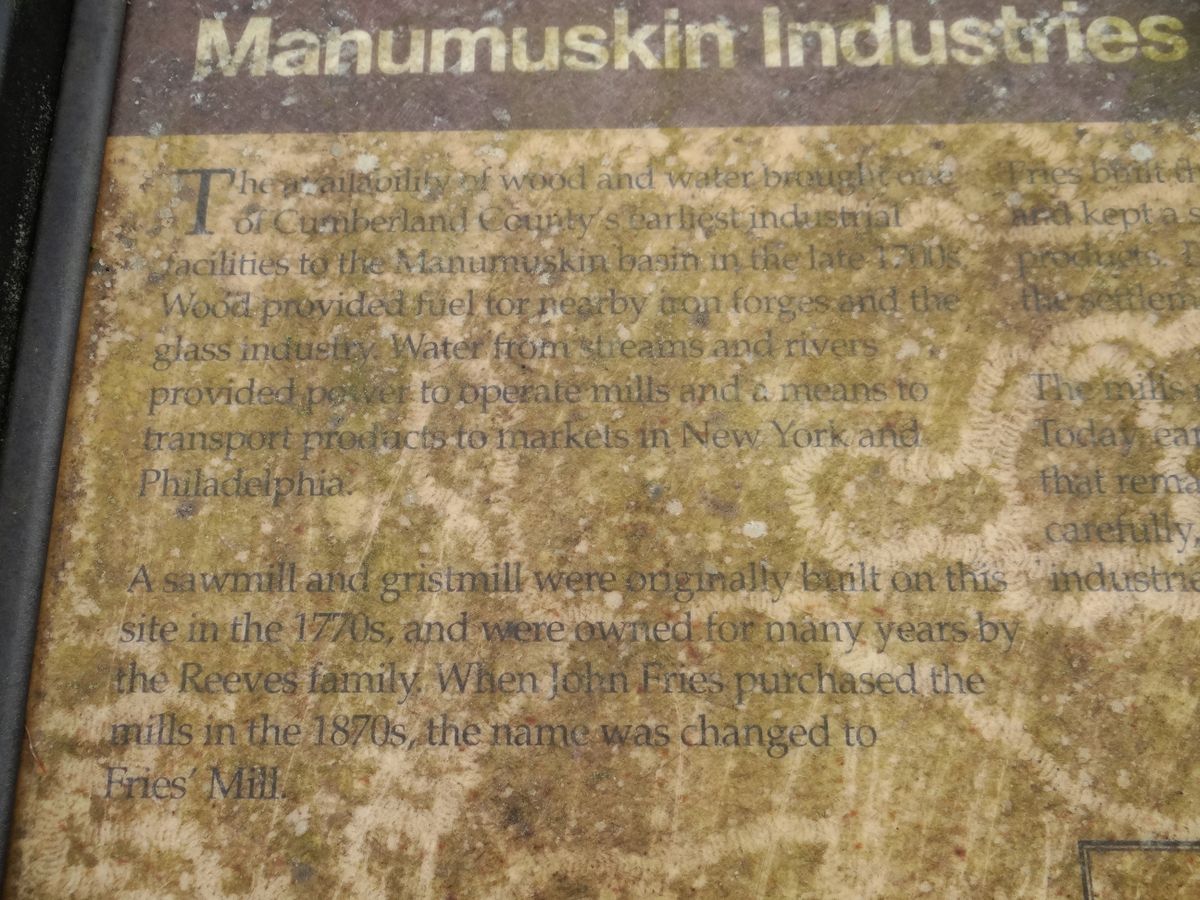 Manumuskin Industries
The availability of wood and water brought one
of Cumberland County's earliest industrial
facilities to the Manumuskin basin in the late 1700s.
Wood provided fuel for nearby iron forges and the
glass industry. Water from streams and rivers
provided power to operate mills and a means to
transport products to markets in New York and
Philadelphia.
A sawmill and gristmill were originally built on this
site in the 1770s, and were owned for many years by
the Reeves family. When John Fries purchased the
mills in the 1870s, the name was changed to
Fries' Mill.
Fries built
and kept a
products.
the
The mills
Today
that
carefully,